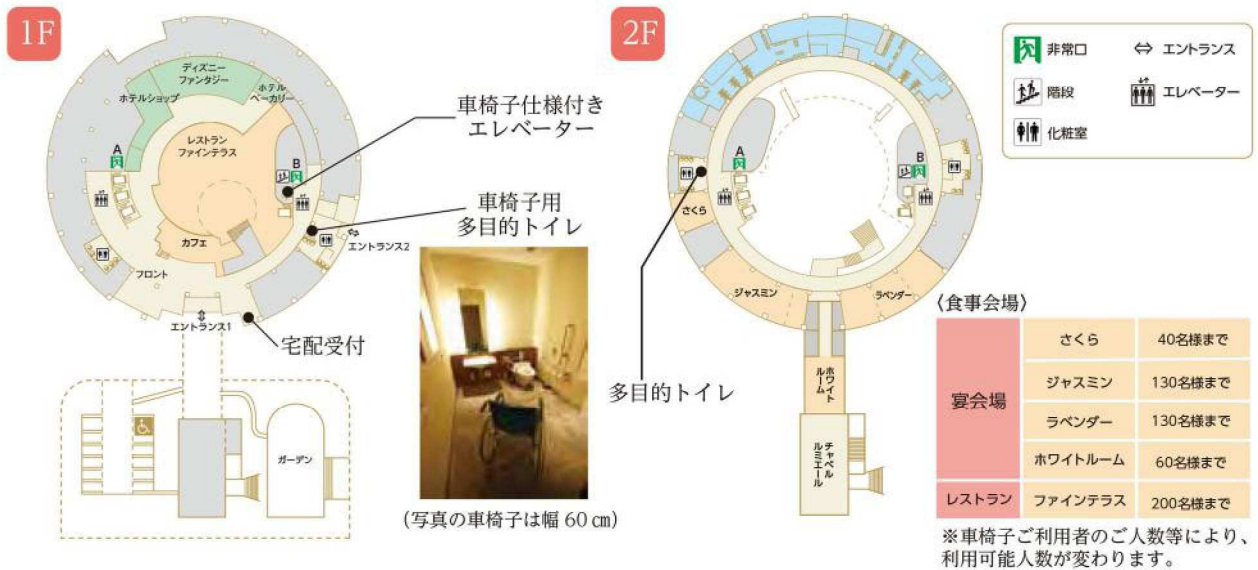 1F
ディズニー
ファンタジー
ホテルショップ
ホテル
ベーカリー
レストラン
ファインテラス
A
B
カフェ
フロント
エントランス1
エントランス2
ガーデン
車椅子仕様付き
エレベーター
車椅子用
多目的トイレ
宅配受付
(写真の車椅子は幅 60 ㎝)
2F
A
B
さくら
ジャスミン
ラベンダー
ホワイト
ルーム
チャペル
ルミエール
多目的トイレ
非常口
エントランス
階段
エレベーター
化粧室
〈食事会場〉
宴会場
さくら 40名様まで
ジャスミン 130名様まで
ラベンダー 130名様まで
ホワイトルーム 60名様まで
レストラン ファインテラス 200名様まで
※車椅子ご利用者のご人数等により、
利用可能人数が変わります。